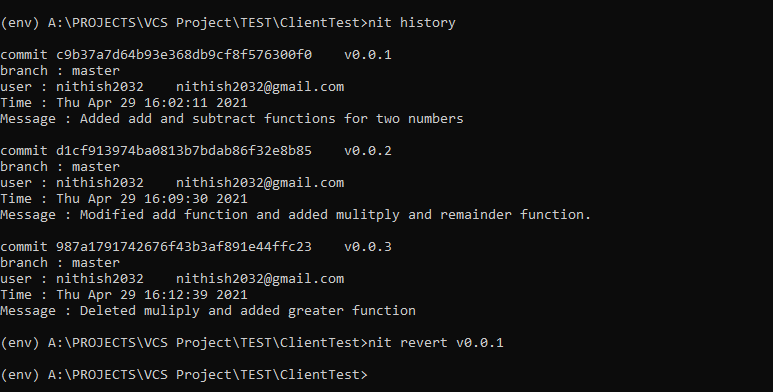 (env) A:\PROJECTS\VCS Project\TEST\ClientTest>nit history
commit c9b37a7d64b93e368db9cf8f576300f0    v0.0.1
branch : master
user : nithish2032    nithish2032@gmail.com
Time : Thu Apr 29 16:02:11 2021
Message : Added add and subtract functions for two numbers
commit d1cf913974ba0813b7bdab86f32e8b85    v0.0.2
branch : master
user : nithish2032    nithish2032@gmail.com
Time : Thu Apr 29 16:09:30 2021
Message : Modified add function and added mulitply and remainder function.
commit 987a1791742676f43b3af891e44ffc23    v0.0.3
branch : master
user : nithish2032    nithish2032@gmail.com
Time : Thu Apr 29 16:12:39 2021
Message : Deleted muliply and added greater function
(env) A:\PROJECTS\VCS Project\TEST\ClientTest>nit revert v0.0.1
(env) A:\PROJECTS\VCS Project\TEST\ClientTest>